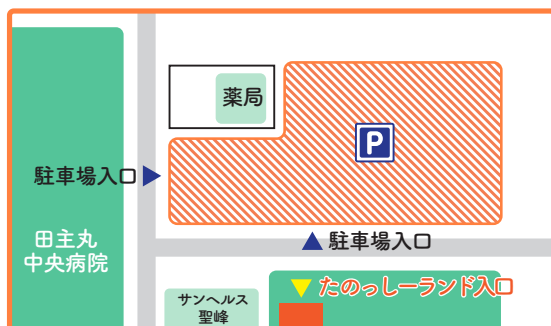 薬局
P
駐車場入口
田主丸
中央病院
駐車場入口
たのっしーランド入口
サンヘルス
聖峰